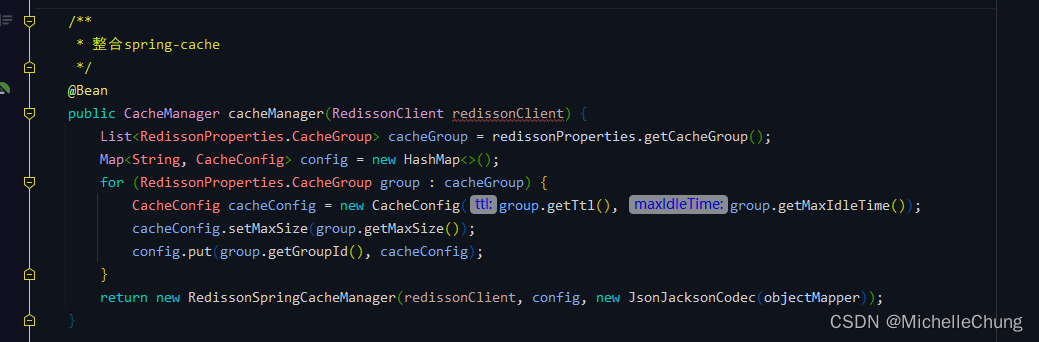 /**
 * 整合spring-cache
 */
@Bean
public CacheManager cacheManager(RedissonClient redissonClient) {
    List<RedissonProperties.CacheGroup> cacheGroup = redissonProperties.getCacheGroup();
    Map<String, CacheConfig> config = new HashMap<>();
    for (RedissonProperties.CacheGroup group : cacheGroup) {
        CacheConfig cacheConfig = new CacheConfig( ttl: group.getTtl(), maxIdleTime: group.getMaxIdleTime());
        cacheConfig.setMaxSize(group.getMaxSize());
        config.put(group.getGroupId(), cacheConfig);
    }
    return new RedissonSpringCacheManager(redissonClient, config, new JsonJacksonCodec(objectMapper));
}
CSDN @MichelleChung